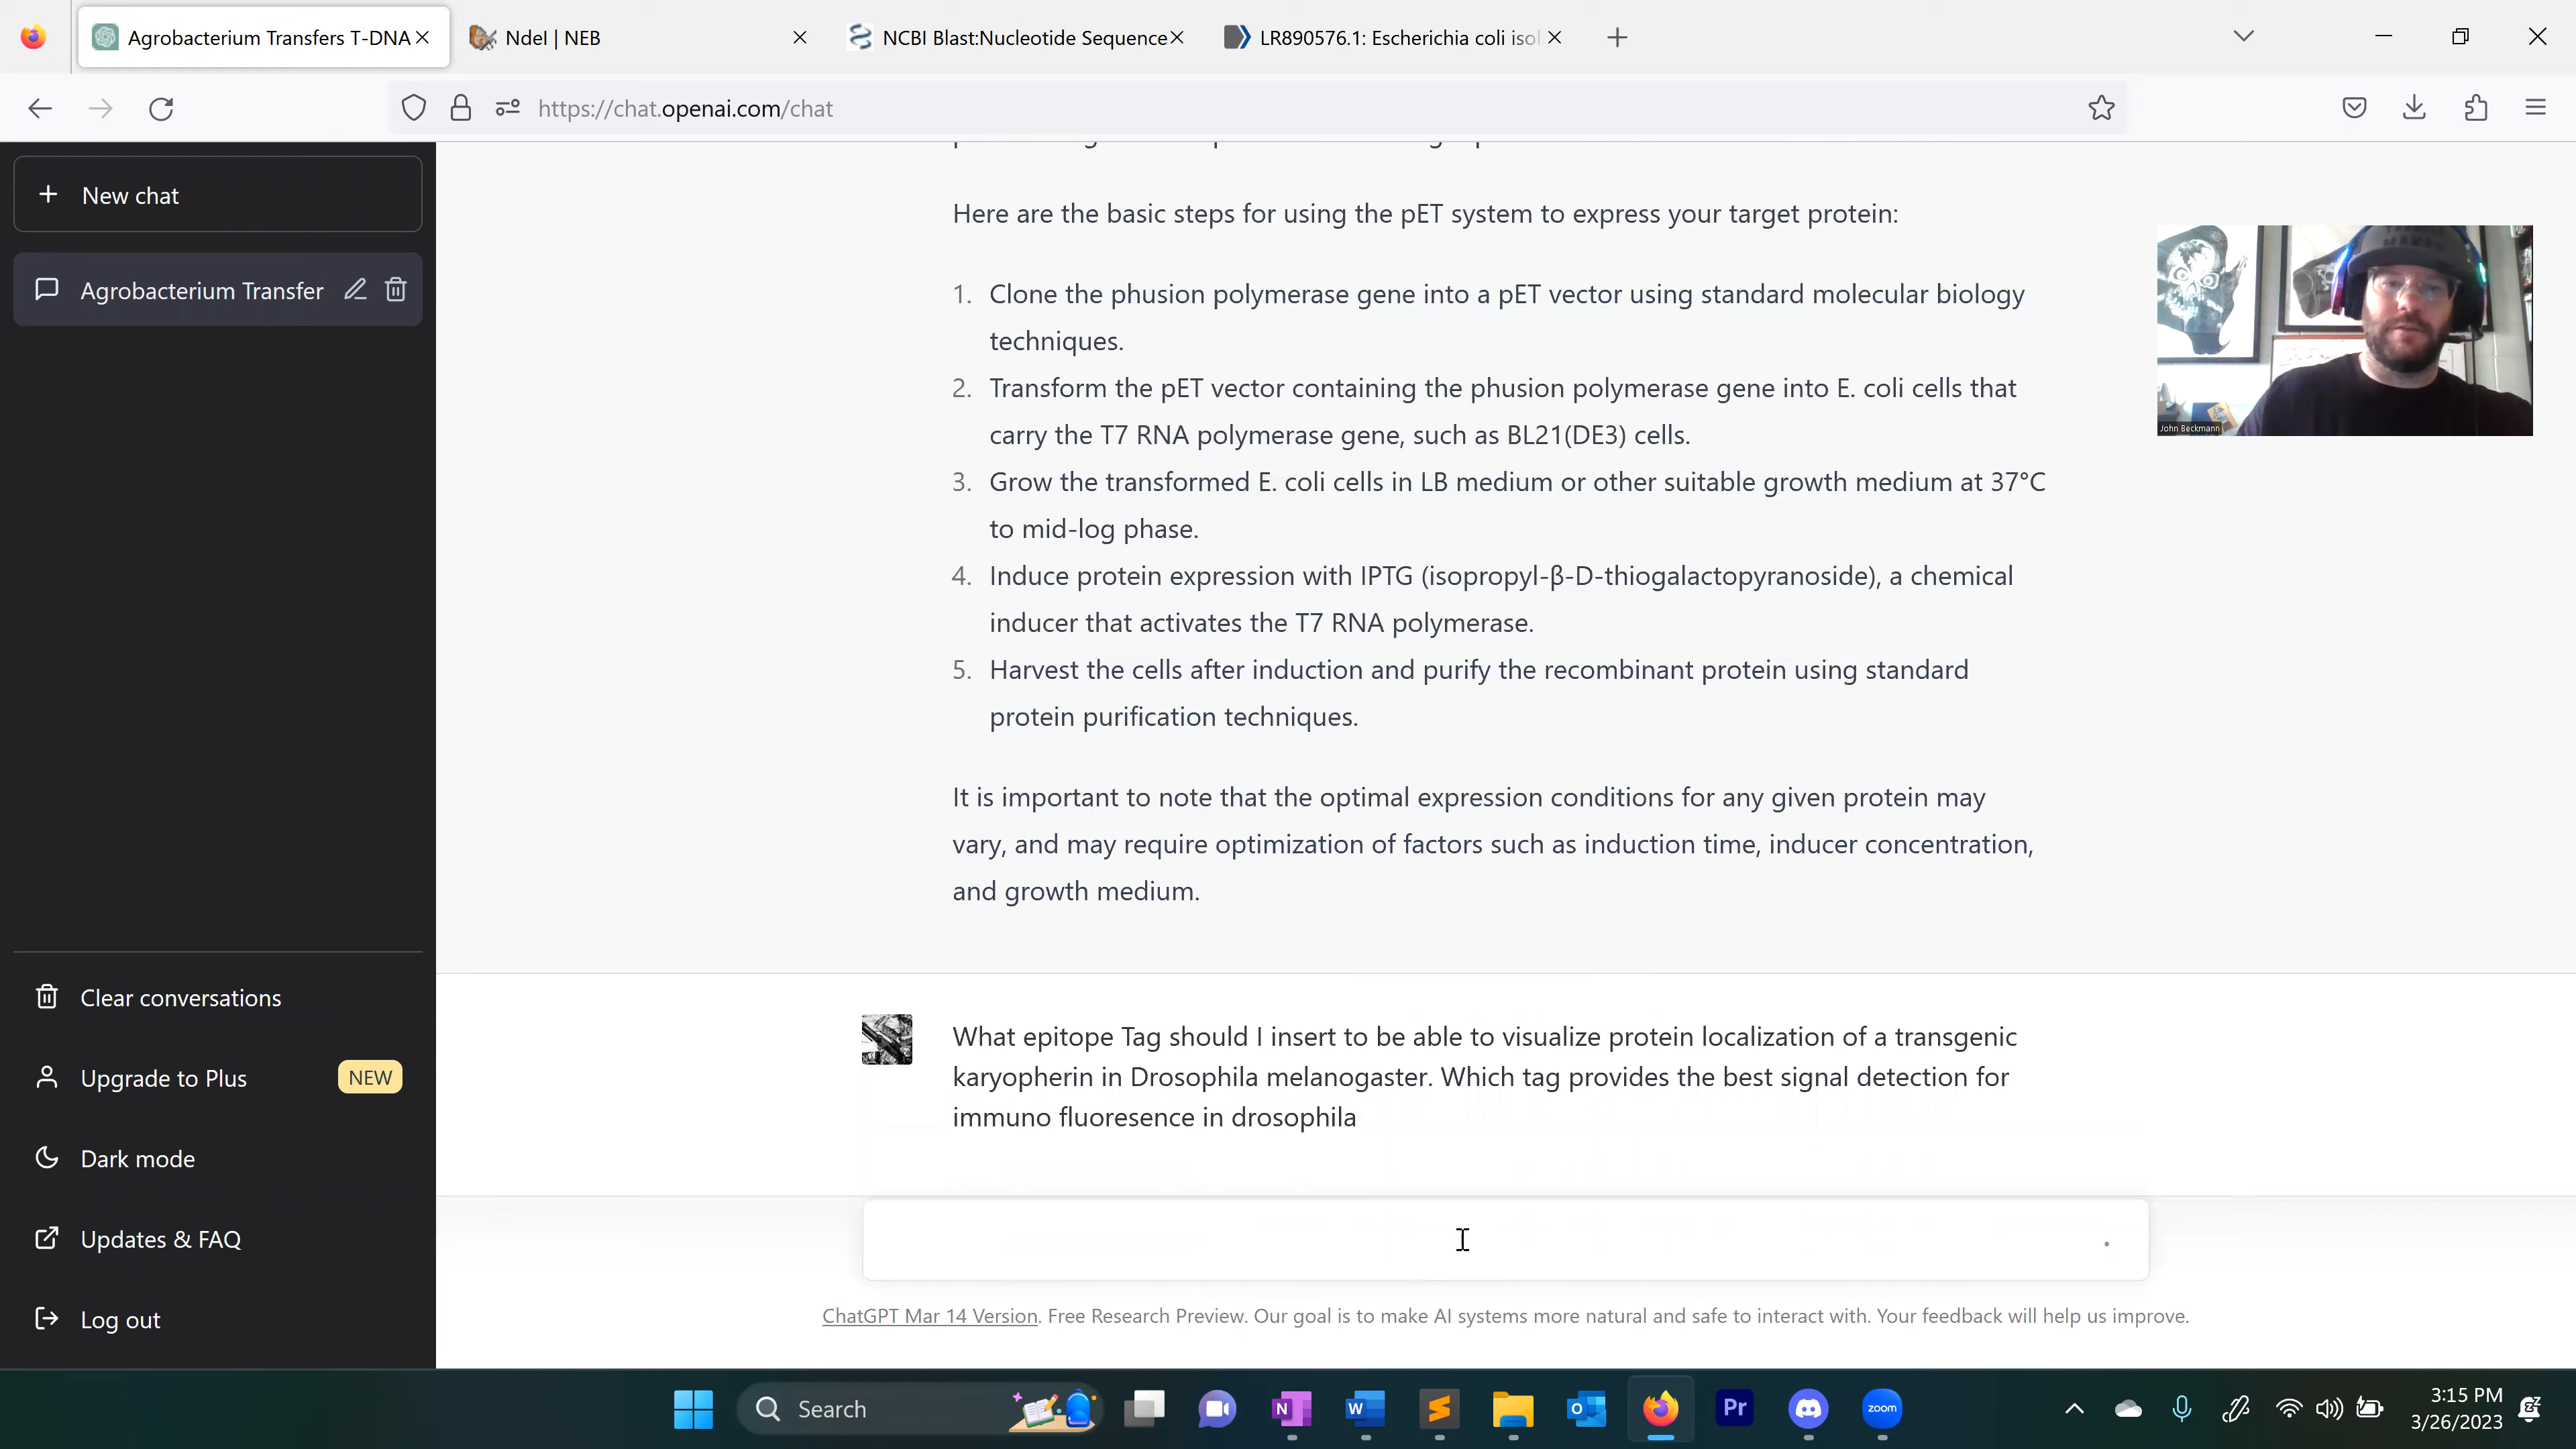 Agrobacterium Transfers T-DNA
NdeI | NEB
NCBI Blast:Nucleotide Sequence
LR890576.1: Escherichia coli isol
https://chat.openai.com/chat
New chat
Agrobacterium Transfer
Here are the basic steps for using the pET system to express your target protein:
1. Clone the phusion polymerase gene into a pET vector using standard molecular biology
techniques.
2. Transform the pET vector containing the phusion polymerase gene into E. coli cells that
carry the T7 RNA polymerase gene, such as BL21(DE3) cells.
3. Grow the transformed E. coli cells in LB medium or other suitable growth medium at 37°C
to mid-log phase.
4. Induce protein expression with IPTG (isopropyl-β-D-thiogalactopyranoside), a chemical
inducer that activates the T7 RNA polymerase.
5. Harvest the cells after induction and purify the recombinant protein using standard
protein purification techniques.
It is important to note that the optimal expression conditions for any given protein may
vary, and may require optimization of factors such as induction time, inducer concentration,
and growth medium.
John Beckmann
What epitope Tag should I insert to be able to visualize protein localization of a transgenic
karyopherin in Drosophila melanogaster. Which tag provides the best signal detection for
immuno fluoresence in drosophila
Clear conversations
Upgrade to Plus
NEW
Dark mode
Updates & FAQ
Log out
ChatGPT Mar 14 Version. Free Research Preview. Our goal is to make AI systems more natural and safe to interact with. Your feedback will help us improve.
Search
N
W
O
Pr
zoom
3:15 PM
3/26/2023